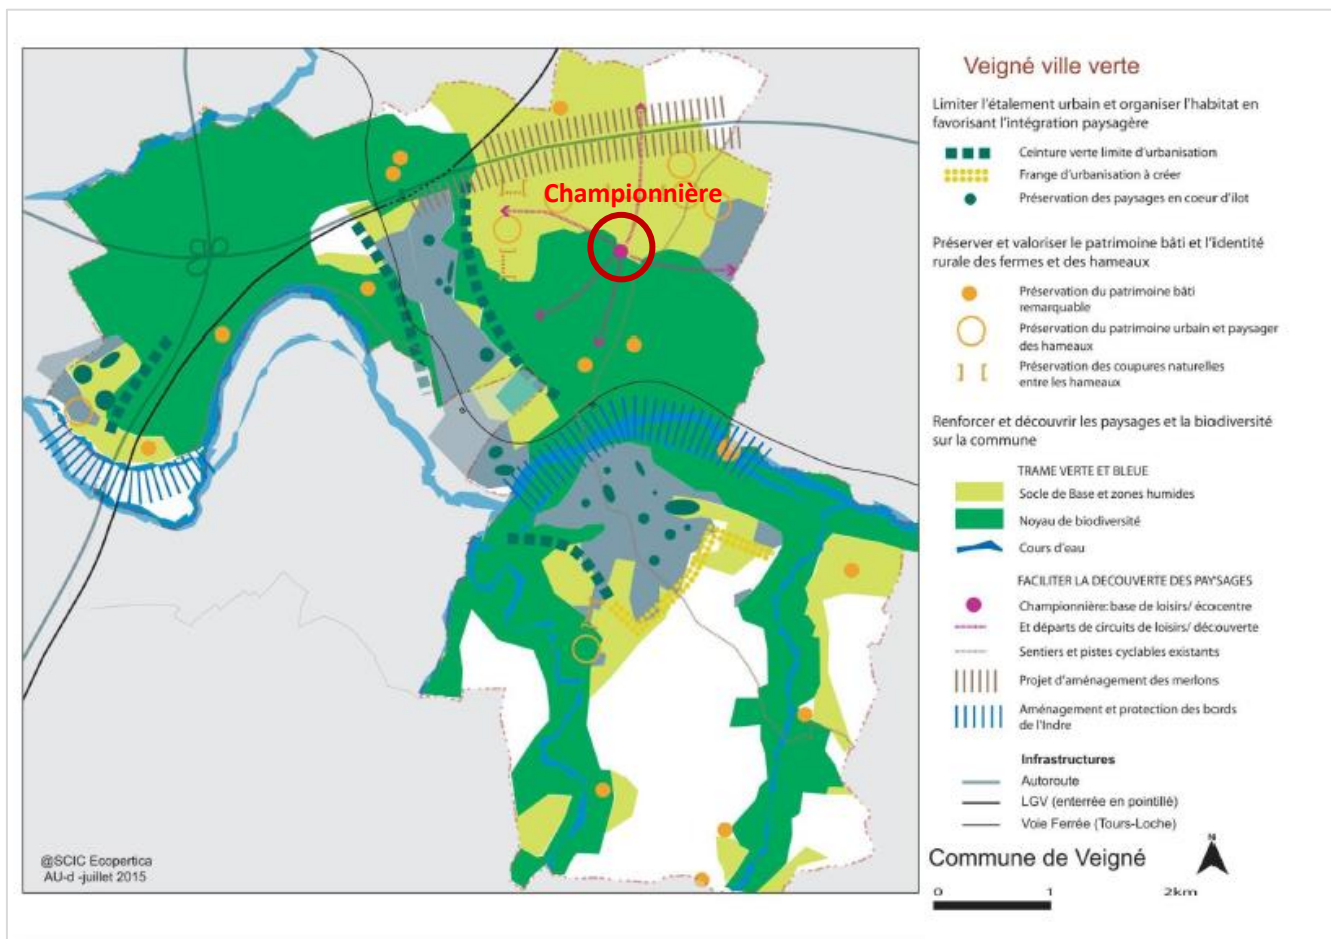 Veigné ville verte
Limiter l'étalement urbain et organiser l'habitat en
favorisant l'intégration paysagère
Ceinture verte limite d'urbanisation
Frange d'urbanisation à créer
Préservation des paysages en coeur d'ilot
Championnière
Préserver et valoriser le patrimoine bâti et l'identité
rurale des fermes et des hameaux
Préservation du patrimoine bâti
remarquable
Préservation du patrimoine urbain et paysager
des hameaux
Préservation des coupures naturelles
entre les hameaux
Renforcer et découvrir les paysages et la biodiversité
sur la commune
TRAME VERTE ET BLEUE
Socle de Base et zones humides
Noyau de biodiversité
Cours d'eau
FACILITER LA DECOUVERTE DES PAYSAGES
Championnière: base de loisirs/ écocentre
Et départs de circuits de loisirs/ découverte
Sentiers et pistes cyclables existants
Projet d'aménagement des merlons
Aménagement et protection des bords
de l'Indre
Infrastructures
Autoroute
LGV (enterrée en pointillé)
Voie Ferrée (Tours-Loche)
@SCIC Ecopertica
AU-d -juillet 2015
Commune de Veigné
N
0 1 2km